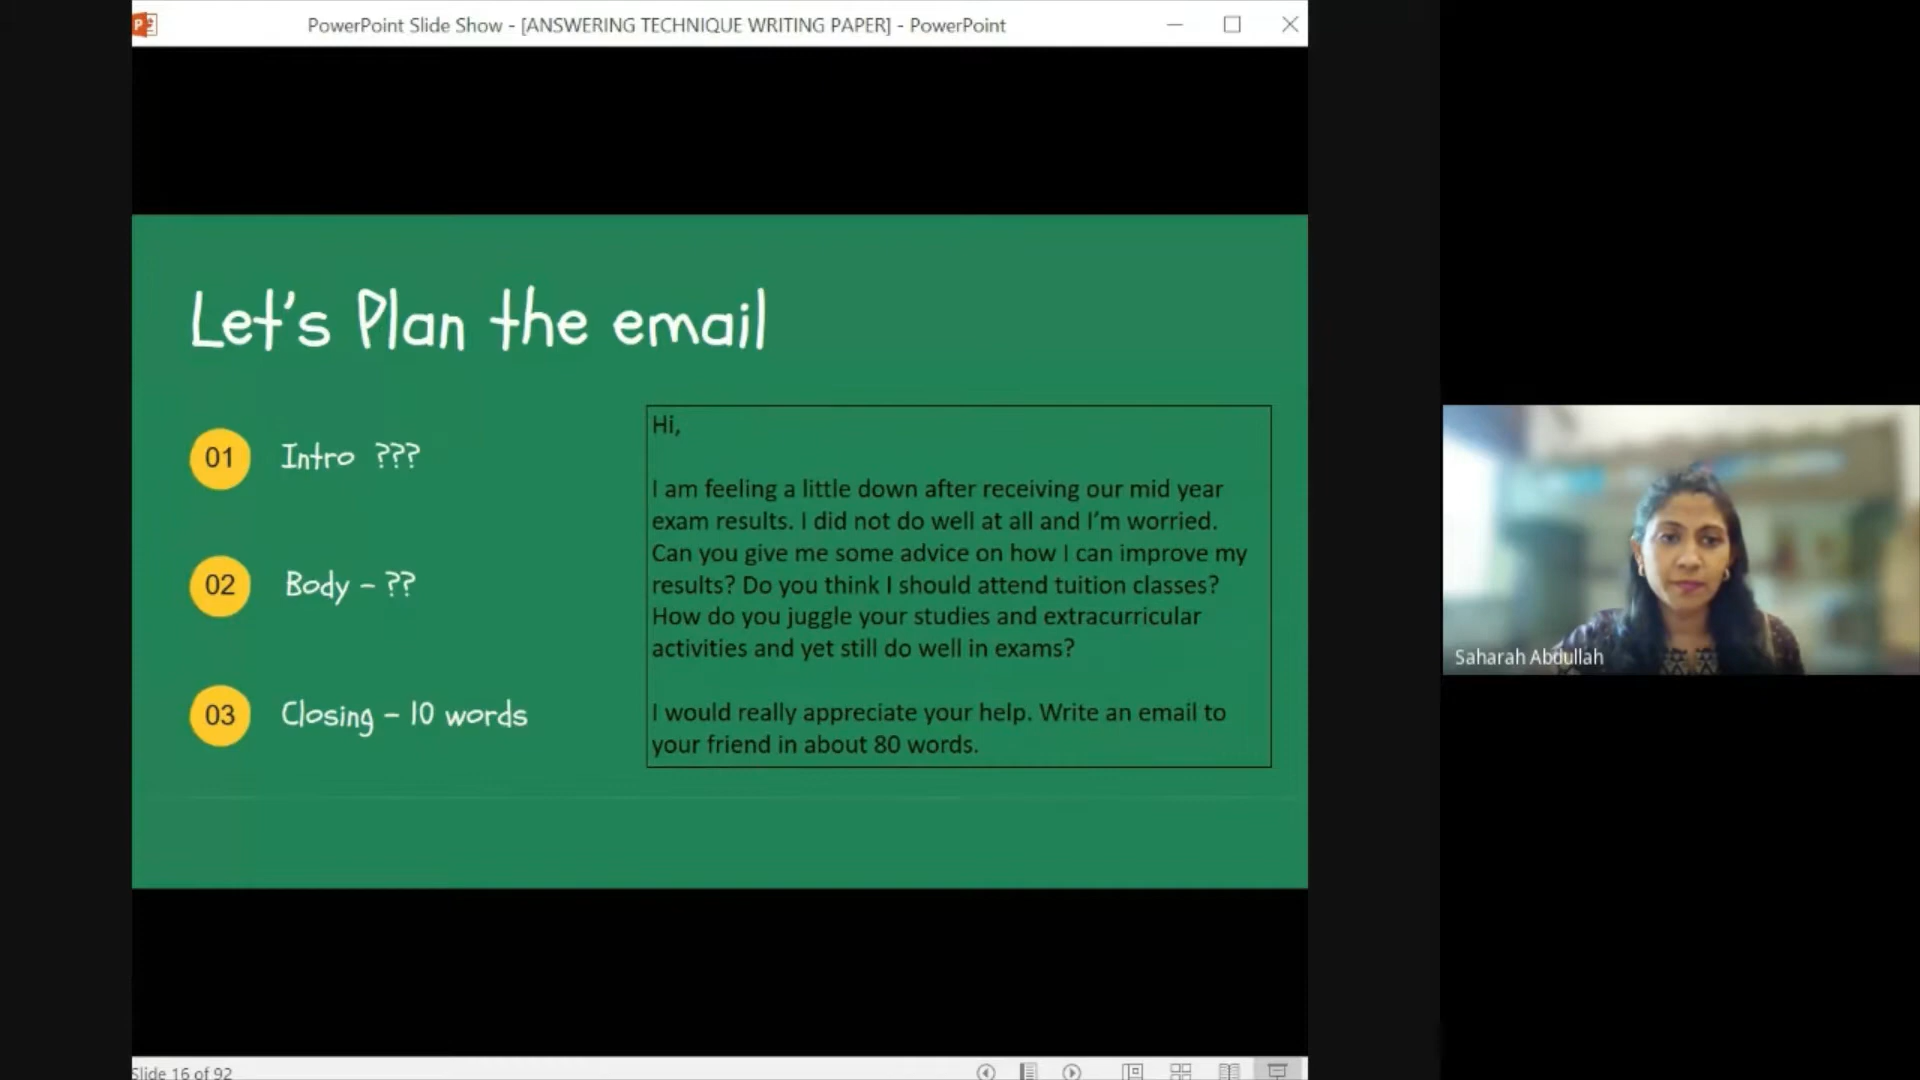 PowerPoint Slide Show - [ANSWERING TECHNIQUE WRITING PAPER] - PowerPoint
Let's Plan the email
01 Intro ???
02 Body - ??
03 Closing - 10 words
Hi,
I am feeling a little down after receiving our mid year
exam results. I did not do well at all and I'm worried.
Can you give me some advice on how I can improve my
results? Do you think I should attend tuition classes?
How do you juggle your studies and extracurricular
activities and yet still do well in exams?
I would really appreciate your help. Write an email to
your friend in about 80 words.
Saharah Abdullah
Slide 16 of 92